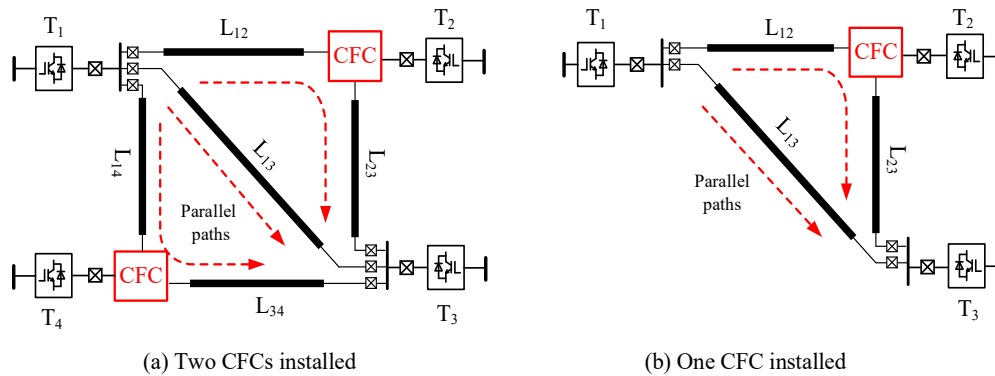 T1
L12
T2
CFC
L14
L13
L23
Parallel
paths
CFC
T4
L34
T3
(a) Two CFCs installed
T1
L12
T2
CFC
L13
L23
Parallel
paths
T3
(b) One CFC installed